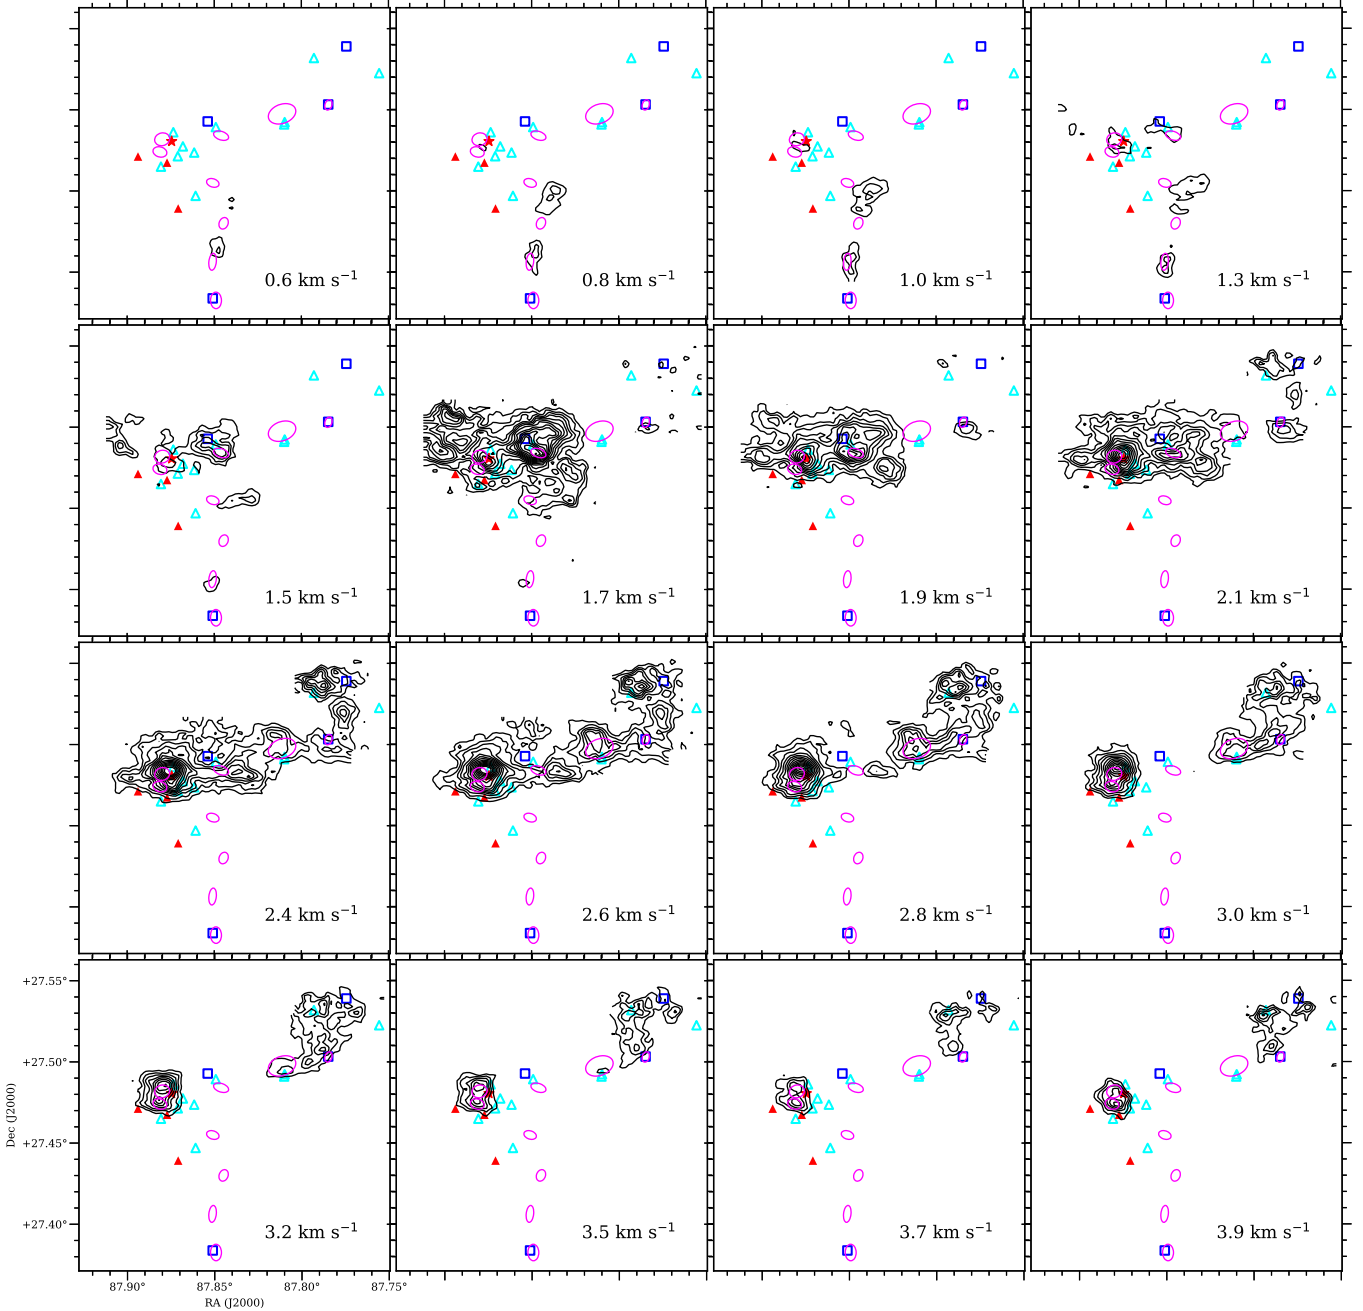 0.6 km s⁻¹
0.8 km s⁻¹
1.0 km s⁻¹
1.3 km s⁻¹
1.5 km s⁻¹
1.7 km s⁻¹
1.9 km s⁻¹
2.1 km s⁻¹
2.4 km s⁻¹
2.6 km s⁻¹
2.8 km s⁻¹
3.0 km s⁻¹
+27.55°
+27.50°
+27.45°
+27.40°
Dec (J2000)
3.2 km s⁻¹
3.5 km s⁻¹
3.7 km s⁻¹
3.9 km s⁻¹
87.90°
87.85°
87.80°
87.75°
RA (J2000)